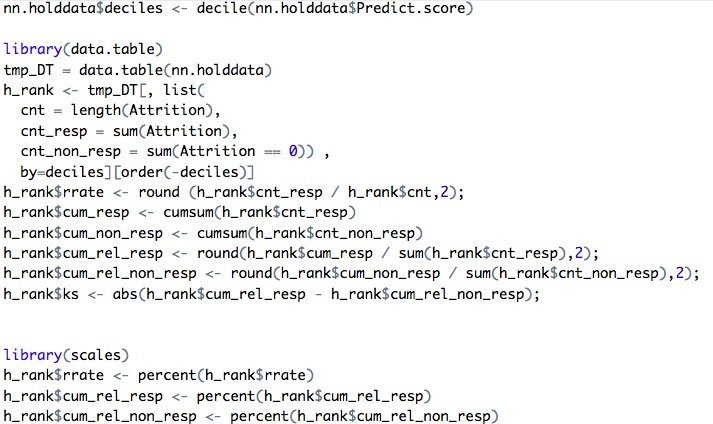 nn.holddata$deciles <- decile(nn.holddata$Predict.score)

library(data.table)
tmp_DT = data.table(nn.holddata)
h_rank <- tmp_DT[, list(
  cnt = length(Attrition),
  cnt_resp = sum(Attrition),
  cnt_non_resp = sum(Attrition == 0)) ,
  by=deciles][order(-deciles)]
h_rank$rrate <- round (h_rank$cnt_resp / h_rank$cnt,2);
h_rank$cum_resp <- cumsum(h_rank$cnt_resp)
h_rank$cum_non_resp <- cumsum(h_rank$cnt_non_resp)
h_rank$cum_rel_resp <- round(h_rank$cum_resp / sum(h_rank$cnt_resp),2);
h_rank$cum_rel_non_resp <- round(h_rank$cum_non_resp / sum(h_rank$cnt_non_resp),2);
h_rank$ks <- abs(h_rank$cum_rel_resp - h_rank$cum_rel_non_resp);

library(scales)
h_rank$rrate <- percent(h_rank$rrate)
h_rank$cum_rel_resp <- percent(h_rank$cum_rel_resp)
h_rank$cum_rel_non_resp <- percent(h_rank$cum_rel_non_resp)